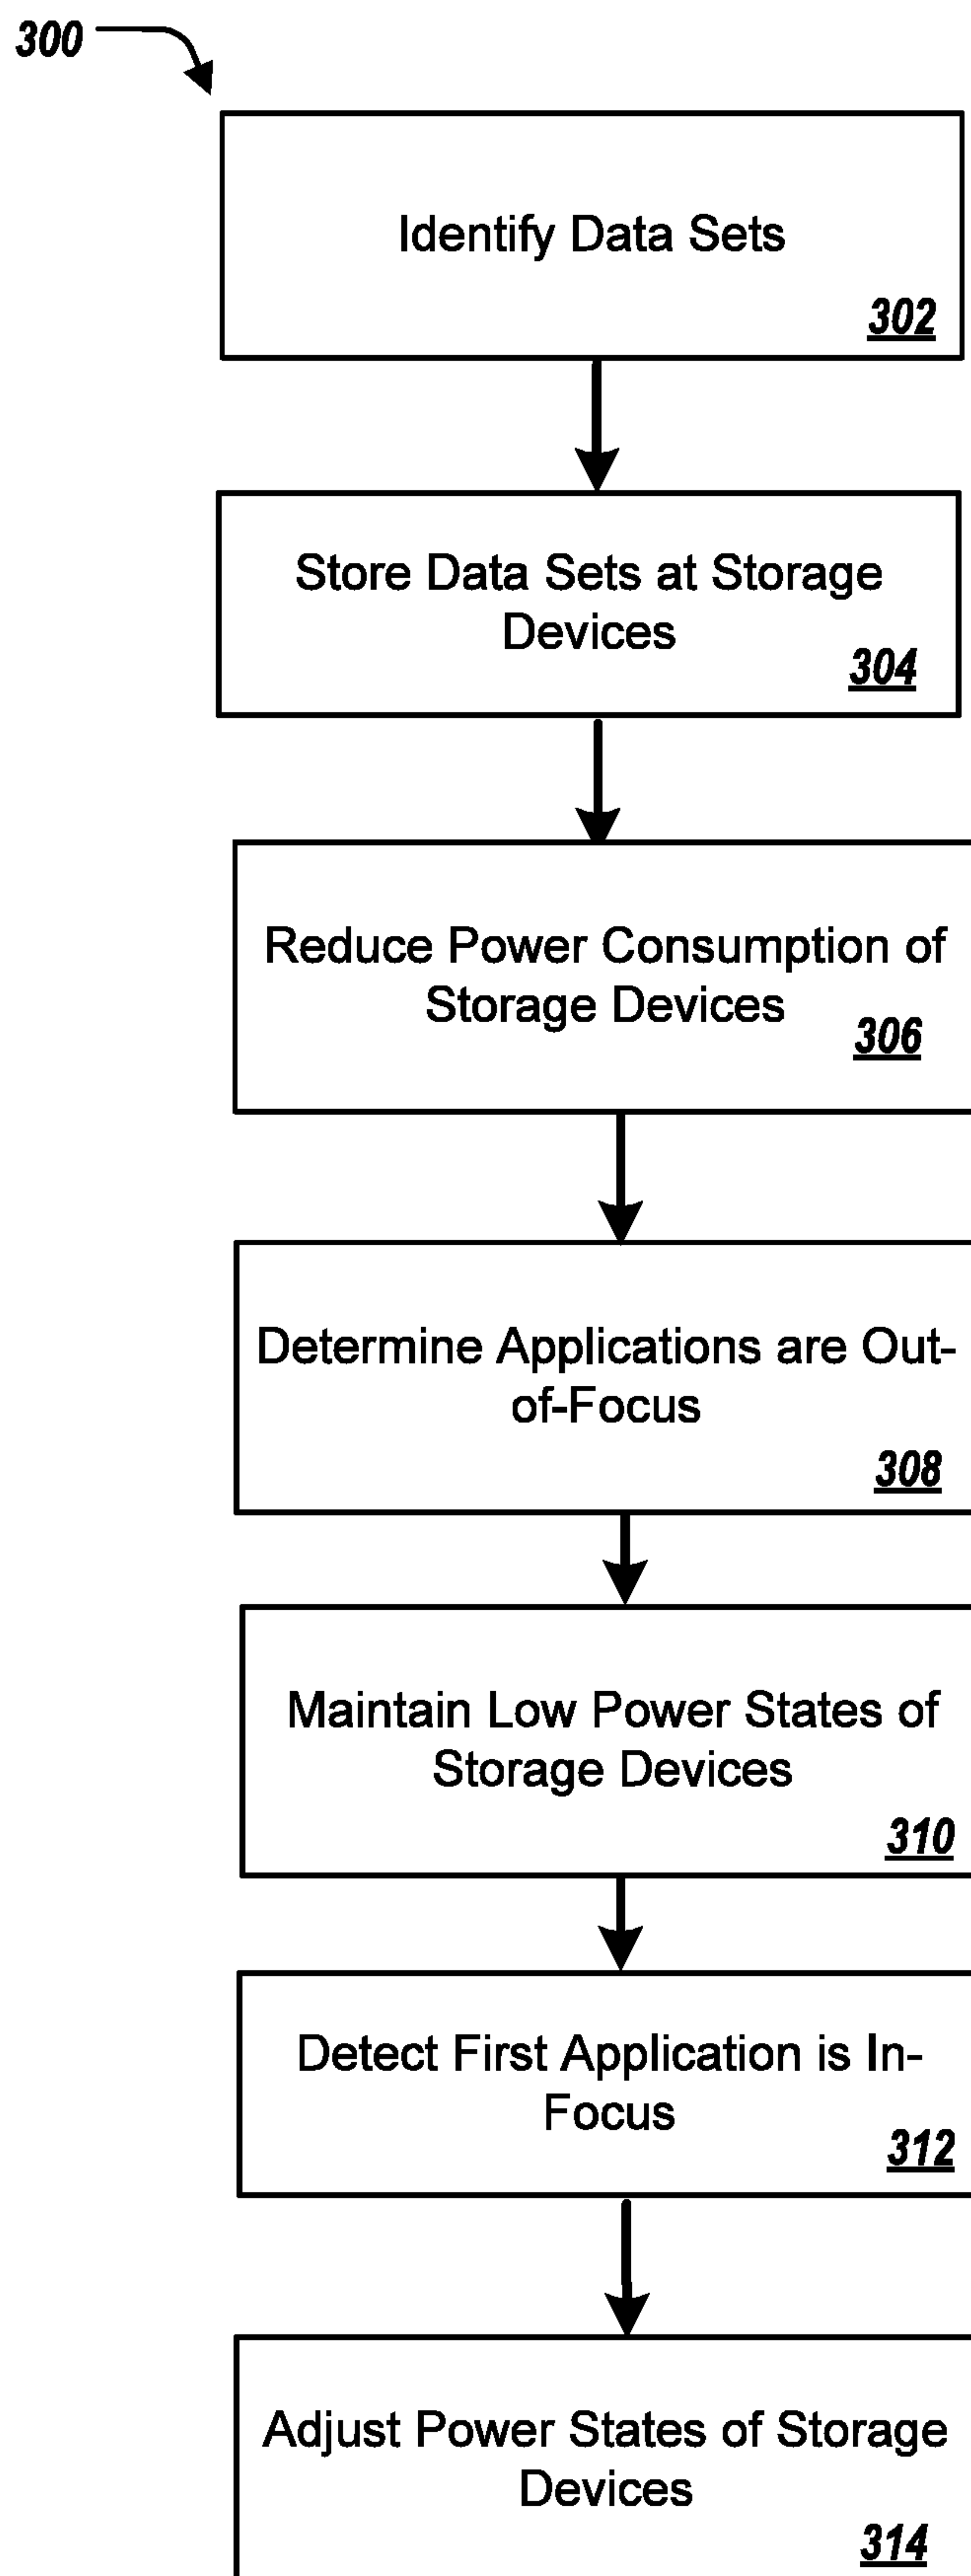 300
Identify Data Sets
302
Store Data Sets at Storage
Devices
304
Reduce Power Consumption of
Storage Devices
306
Determine Applications are Out-
of-Focus
308
Maintain Low Power States of
Storage Devices
310
Detect First Application is In-
Focus
312
Adjust Power States of Storage
Devices
314